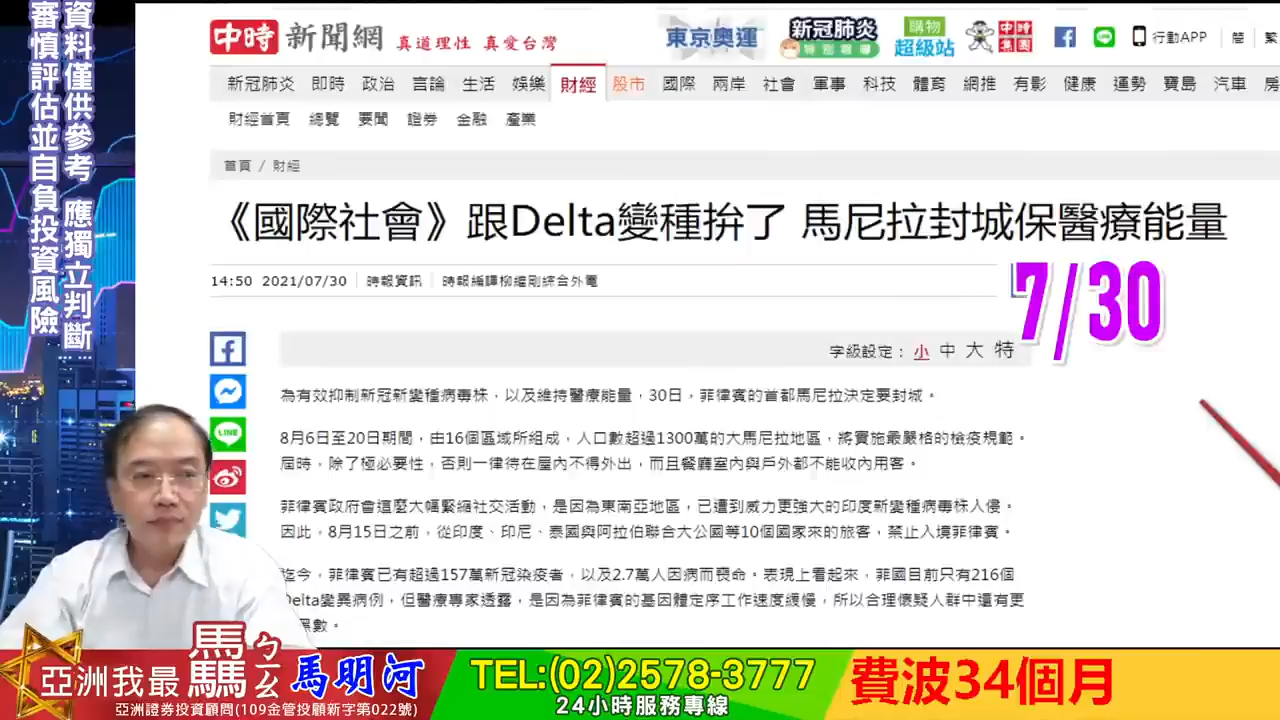 資料僅供參考 應獨立判斷
審慎評估並自負投資風險
中時 新聞網 真道理性 真愛台灣
東京奧運
新冠肺炎
特別報導
購物
超級站
中時
集團
行動APP
簡
繁
新冠肺炎 即時 政治 言論 生活 娛樂 財經 股市 國際 兩岸 社會 軍事 科技 體育 網推 有影 健康 運勢 寶島 汽車 房
財經首頁 總覽 要聞 證券 金融 產業
首頁 / 財經
《國際社會》跟Delta變種拚了 馬尼拉封城保醫療能量
14:50 2021/07/30 時報資訊 時報編譯柳繼剛綜合外電
7/30
字級設定: 小 中 大 特
為有效抑制新冠新變種病毒株,以及維持醫療能量,30日,菲律賓的首都馬尼拉決定要封城。
8月6日至20日期間,由16個區域所組成,人口數超過1300萬的大馬尼拉地區,將實施最嚴格的檢疫規範。
屆時,除了極必要性,否則一律待在屋內不得外出,而且餐廳室內與戶外都不能收內用客。
菲律賓政府會這麼大幅緊縮社交活動,是因為東南亞地區,已遭到威力更強大的印度新變種病毒株入侵。
因此,8月15日之前,從印度、印尼、泰國與阿拉伯聯合大公國等10個國家來的旅客,禁止入境菲律賓。
迄今,菲律賓已有超過157萬新冠染疫者,以及2.7萬人因病而喪命。表現上看起來,菲國目前只有216個
Delta變異病例,但醫療專家透露,是因為菲律賓的基因體定序工作速度緩慢,所以合理懷疑人群中還有更
黑數。
LINE
亞洲我最馬驫ㄅㄧㄠ 馬明河
亞洲證券投資顧問(109金管投顧新字第022號)
TEL:(02)2578-3777
24小時服務專線
費波34個月